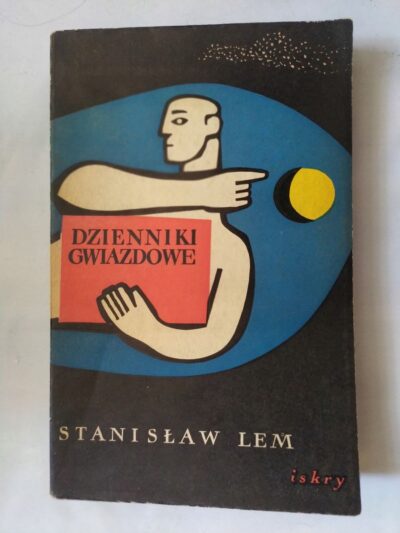 DZIENNIKI
GWIAZDOWE
STANISŁAW LEM
iskry